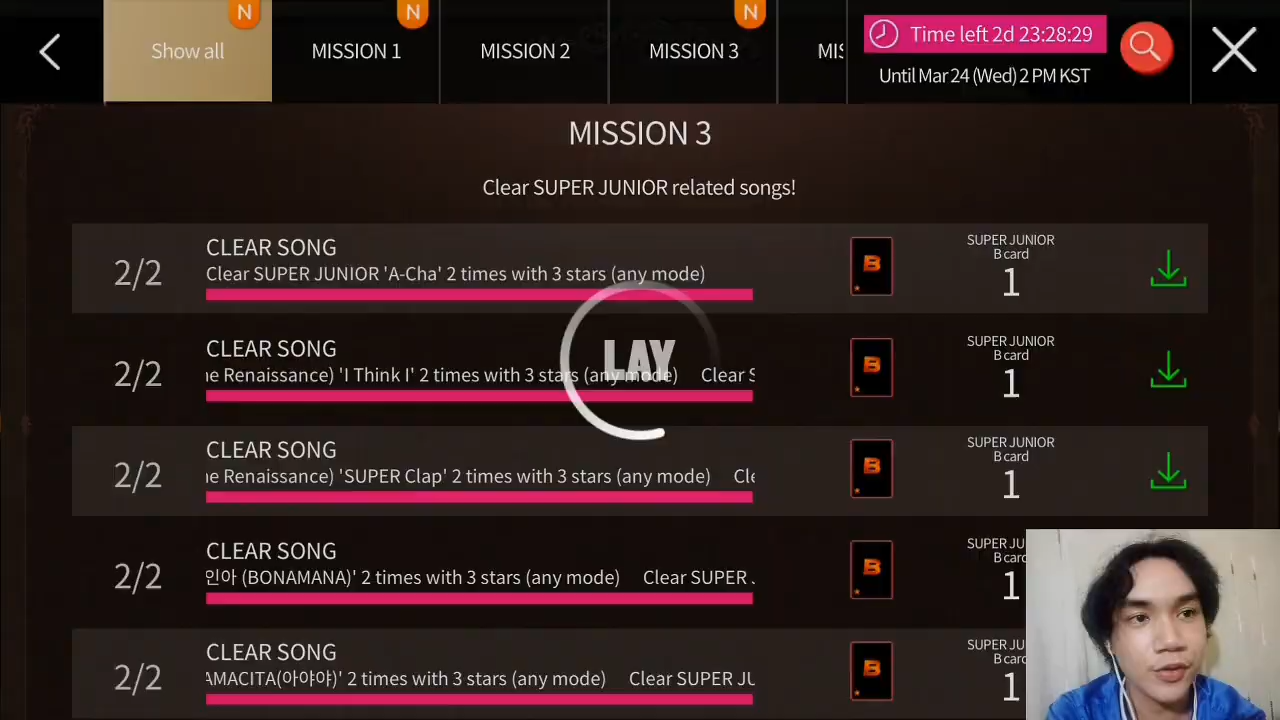 N
N
N
Show all
MISSION 1
MISSION 2
MISSION 3
MIS
Time left 2d 23:28:29
Until Mar 24 (Wed) 2 PM KST
MISSION 3
Clear SUPER JUNIOR related songs!
2/2
CLEAR SONG
Clear SUPER JUNIOR 'A-Cha' 2 times with 3 stars (any mode)
B
SUPER JUNIOR
B card
1
LAY
2/2
CLEAR SONG
ne Renaissance) 'I Think I' 2 times with 3 stars (any mode) Clear S
B
SUPER JUNIOR
B card
1
2/2
CLEAR SONG
ne Renaissance) 'SUPER Clap' 2 times with 3 stars (any mode) Cle
B
SUPER JUNIOR
B card
1
2/2
CLEAR SONG
인아 (BONAMANA)' 2 times with 3 stars (any mode) Clear SUPER J
B
SUPER JU
B card
1
2/2
CLEAR SONG
AMACITA(아야야)' 2 times with 3 stars (any mode) Clear SUPER JU
B
SUPER JU
B card
1